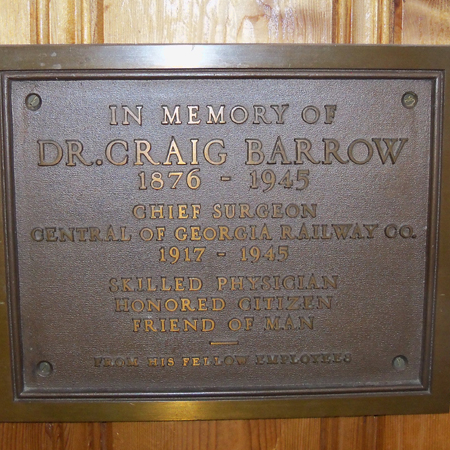 IN MEMORY OF
DR. CRAIG BARROW
1876 - 1945
CHIEF SURGEON
CENTRAL OF GEORGIA RAILWAY CO.
1917 - 1945
SKILLED PHYSICIAN
HONORED CITIZEN
FRIEND OF MAN
FROM HIS FELLOW EMPLOYEES